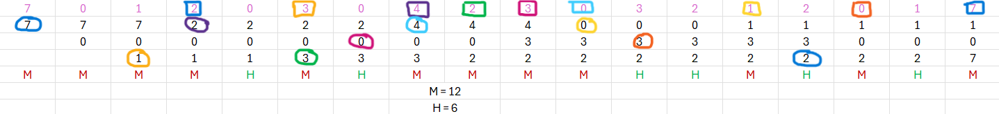 7 0 1 2 0 3 0 4 2 3 0 3 2 1 2 0 1 7
7 7 7 2 2 2 2 4 4 4 0 0 0 1 1 1 1 1
0 0 0 0 0 0 0 0 3 3 3 3 3 3 0 0 0
1 1 1 3 3 3 2 2 2 2 2 2 2 2 2 7
M M M M H M H M M M M H H M H M H M
M = 12
H = 6